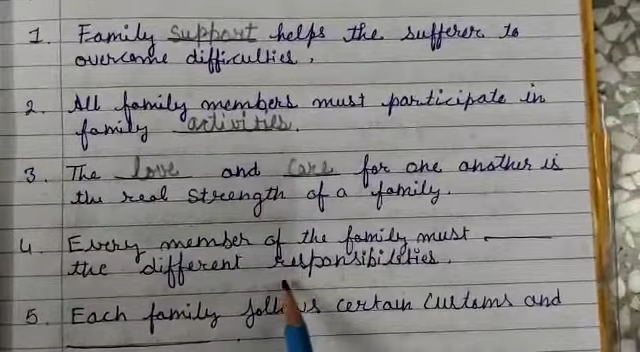 1. Family support helps the sufferer to
overcome difficulties.
2. All family members must participate in
family activities.
3. The love and care for one another is
the real strength of a family.
4. Every member of the family must ______
the different responsibilities.
5. Each family follows certain customs and
______________.